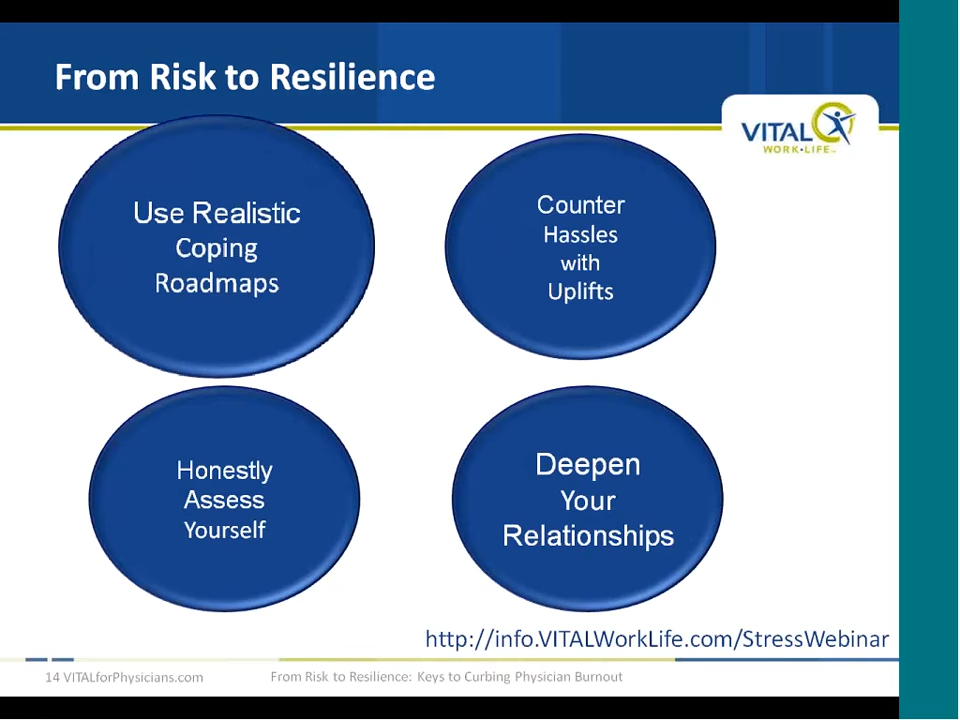 From Risk to Resilience
VITAL
WORK•LIFE™
Use Realistic
Coping
Roadmaps
Counter
Hassles
with
Uplifts
Honestly
Assess
Yourself
Deepen
Your
Relationships
http://info.VITALWorkLife.com/StressWebinar
14 VITALforPhysicians.com
From Risk to Resilience: Keys to Curbing Physician Burnout